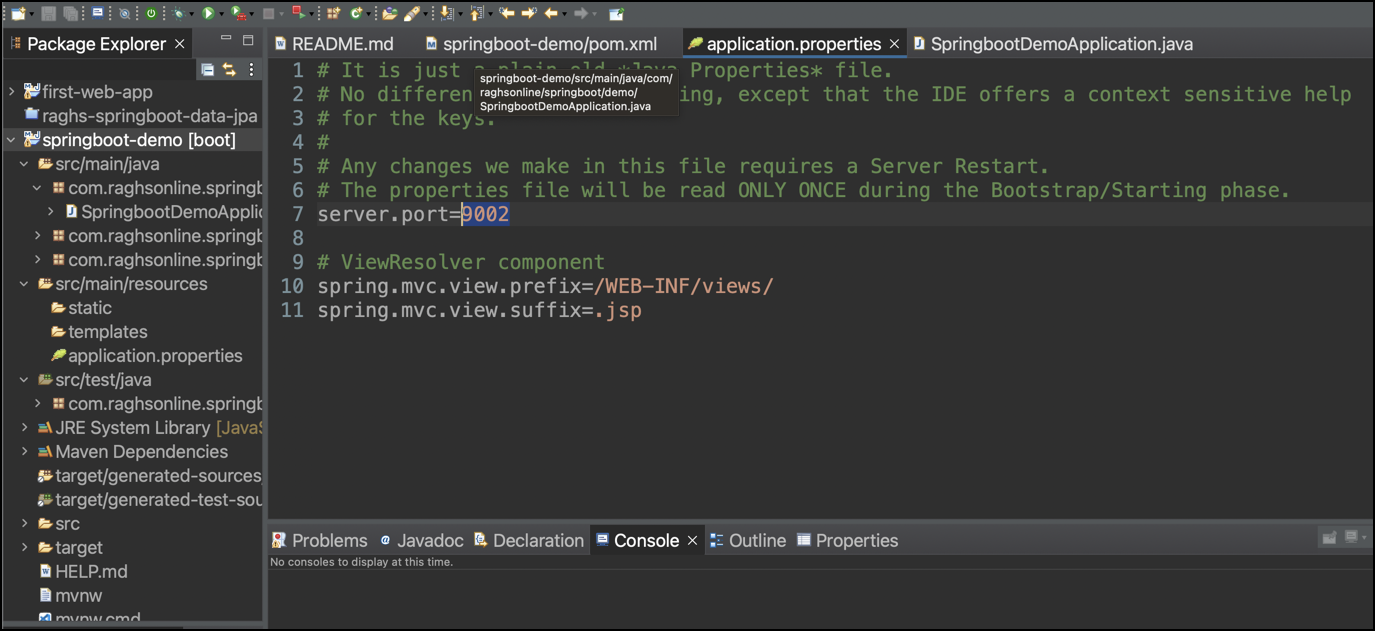 Package Explorer
README.md
springboot-demo/pom.xml
application.properties
SpringbootDemoApplication.java
first-web-app
raghs-springboot-data-jpa
springboot-demo [boot]
src/main/java
com.raghsonline.springb
SpringbootDemoApplic
com.raghsonline.springb
com.raghsonline.springb
src/main/resources
static
templates
application.properties
src/test/java
com.raghsonline.springb
JRE System Library [JavaS
Maven Dependencies
target/generated-sources
target/generated-test-sou
src
target
HELP.md
mvnw
mvnw.cmd
1 # It is just a plain old *Java Properties* file.
2 # No differen ing, except that the IDE offers a context sensitive help
3 # for the keys.
4 #
5 # Any changes we make in this file requires a Server Restart.
6 # The properties file will be read ONLY ONCE during the Bootstrap/Starting phase.
7 server.port=9002
8
9 # ViewResolver component
10 spring.mvc.view.prefix=/WEB-INF/views/
11 spring.mvc.view.suffix=.jsp
springboot-demo/src/main/java/com/
raghsonline/springboot/demo/
SpringbootDemoApplication.java
Problems
Javadoc
Declaration
Console
Outline
Properties
No consoles to display at this time.